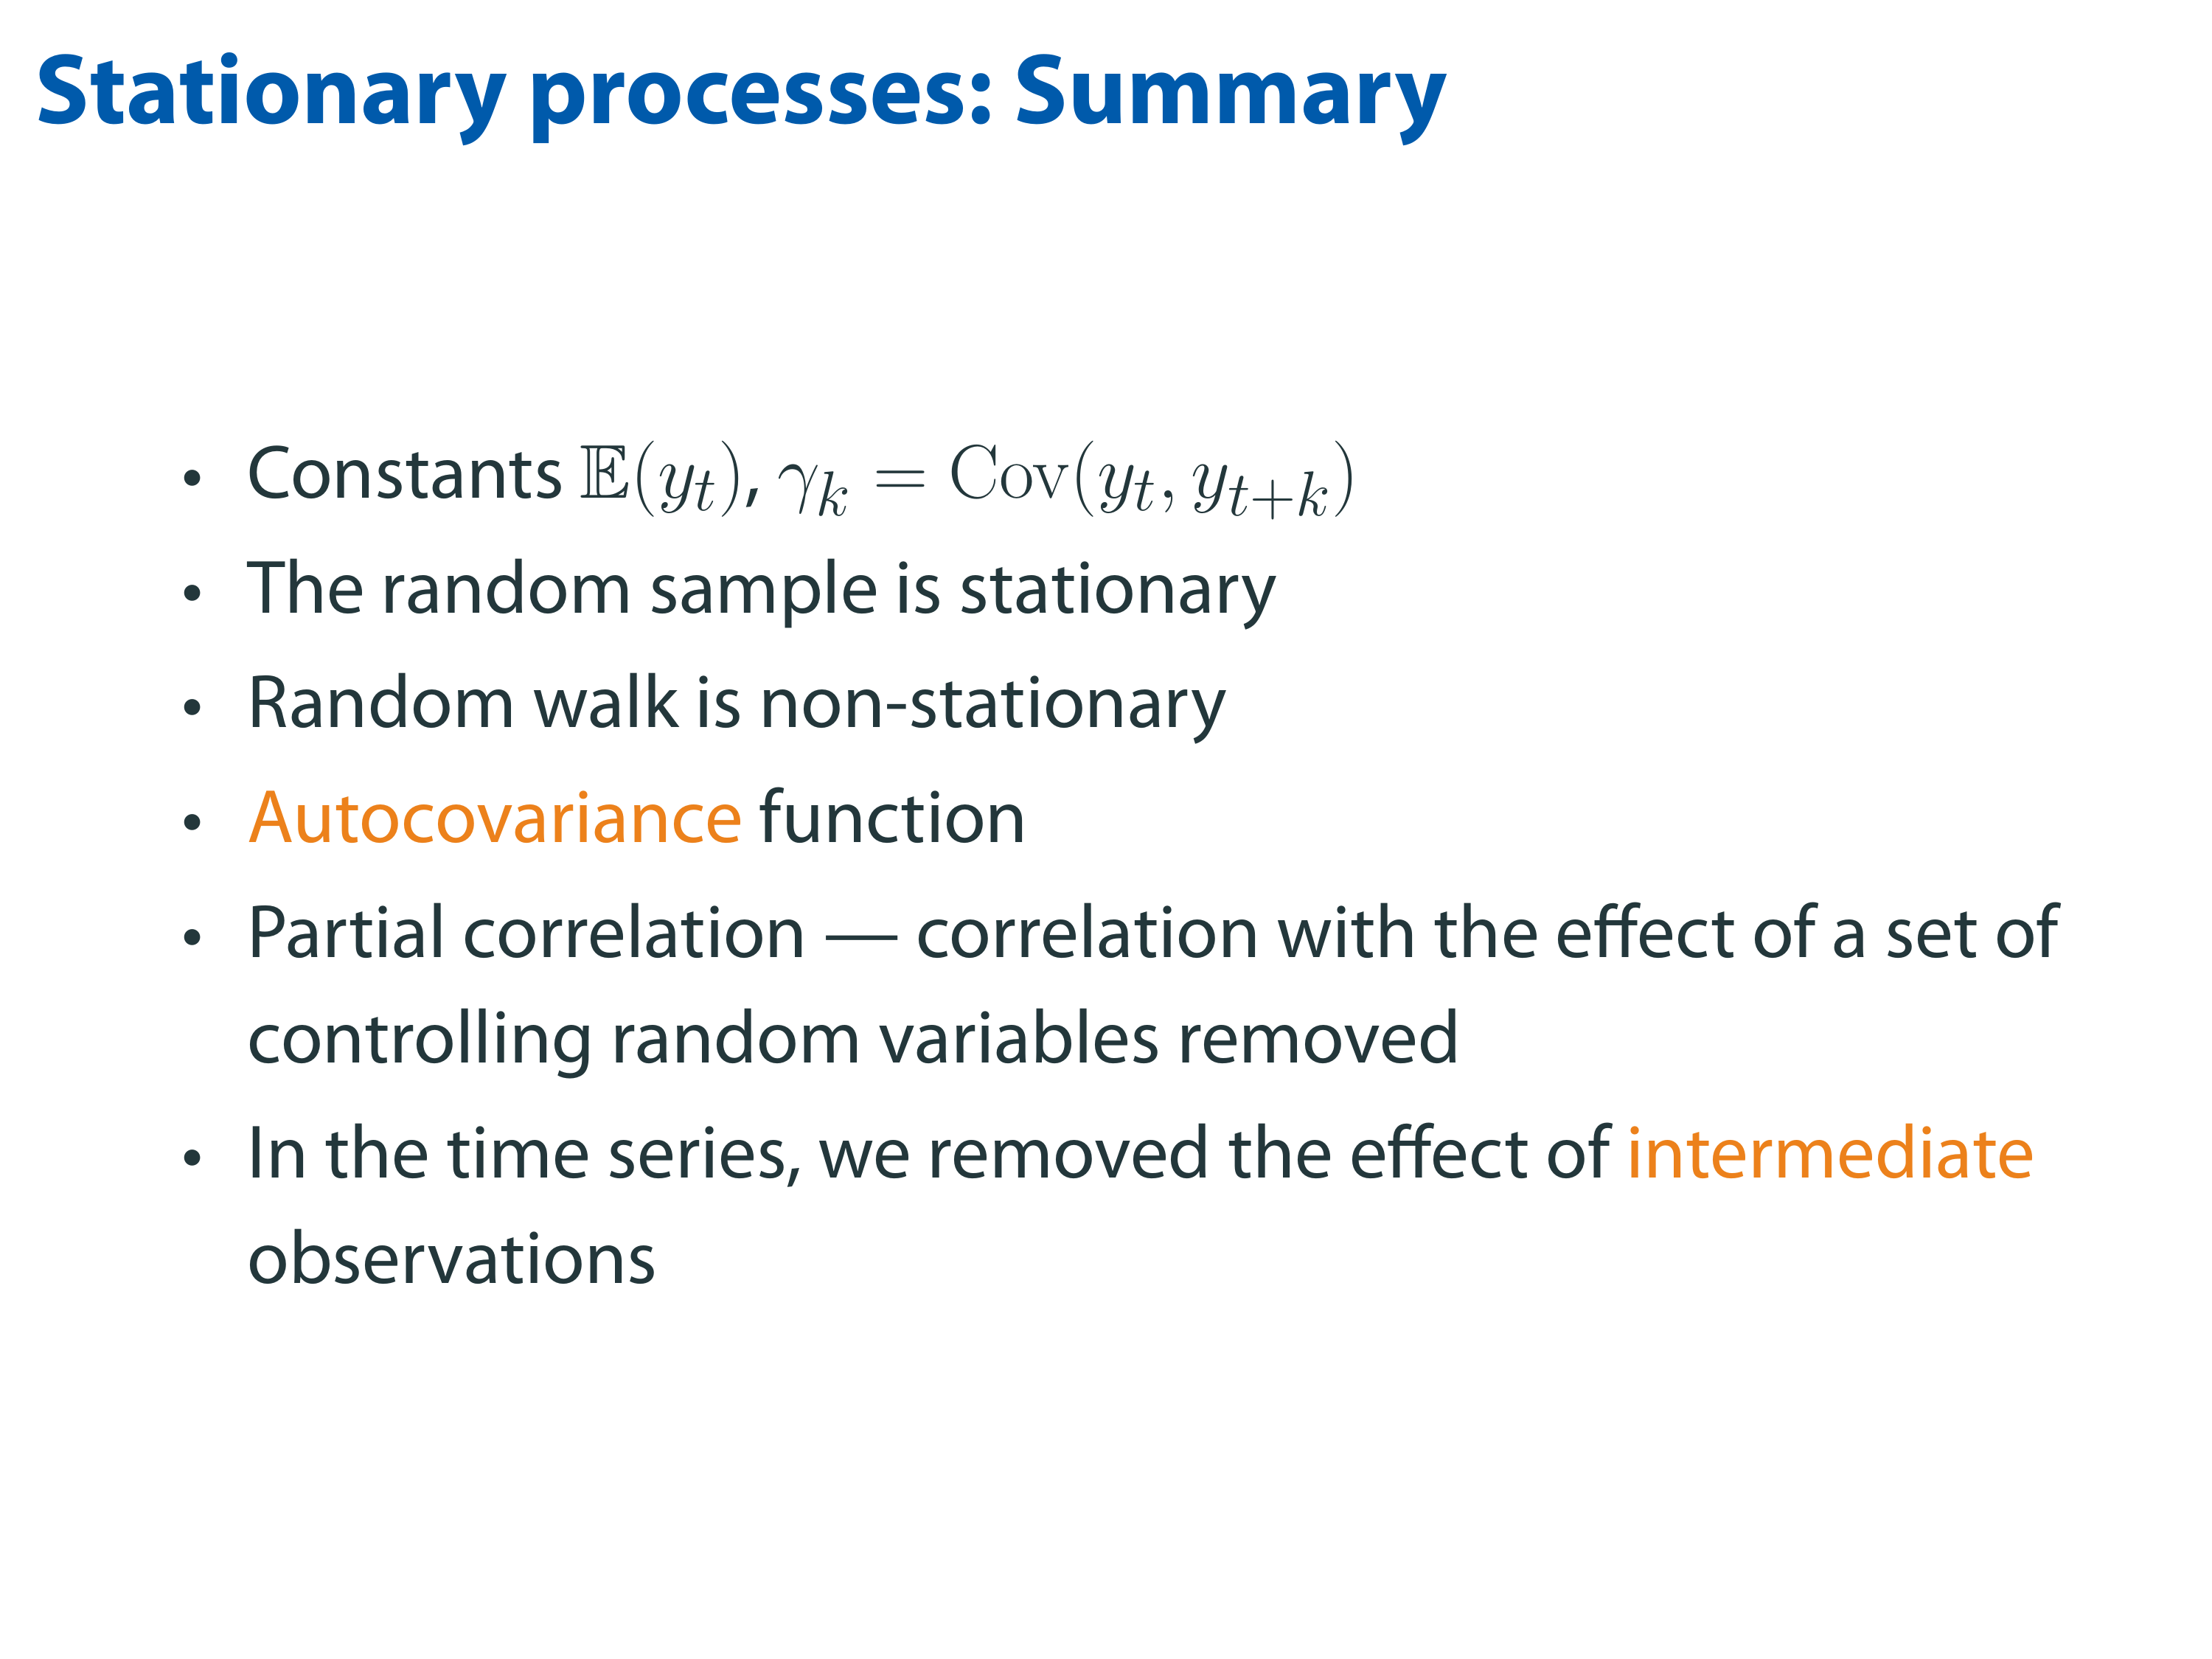 Stationary processes: Summary
• Constants 𝔼(y_t), γ_k = Cov(y_t, y_{t+k})
• The random sample is stationary
• Random walk is non-stationary
• Autocovariance function
• Partial correlation — correlation with the effect of a set of
controlling random variables removed
• In the time series, we removed the effect of intermediate
observations